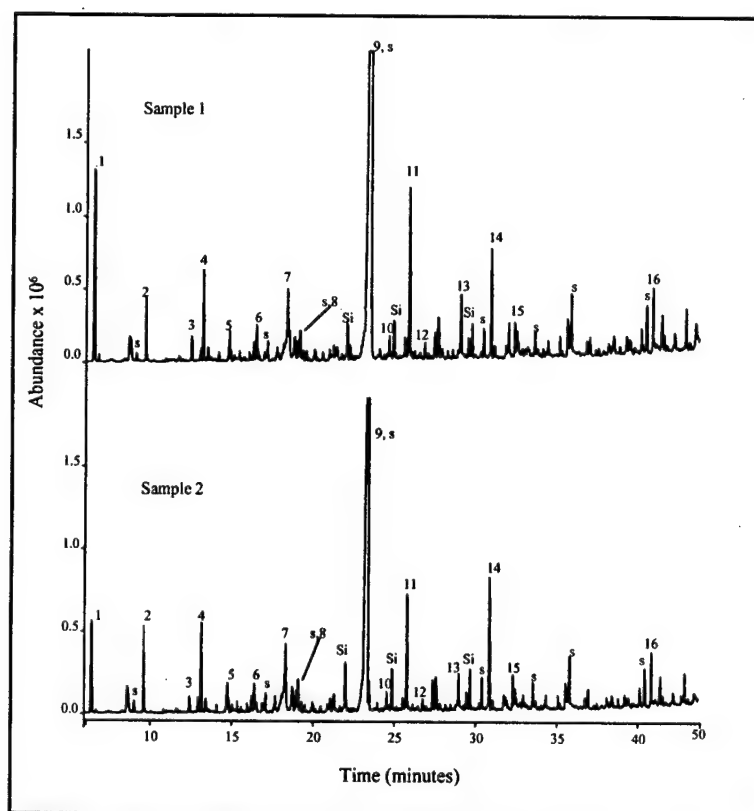 9, s
Sample 1
1.5
1
1.0
11
14
4
0.5
2
7
s,8
Si
13
16
3
5
6
s
s
10
Si
12
Si
s
15
s
s
s
0.0
Abundance x 10⁶
9, s
Sample 2
1.5
1.0
14
11
1
2
4
0.5
7
s,8
Si
Si
Si
16
3
5
6
s
s
10
12
13
s
15
s
s
s
0.0
10 15 20 25 30 35 40 45 50
Time (minutes)